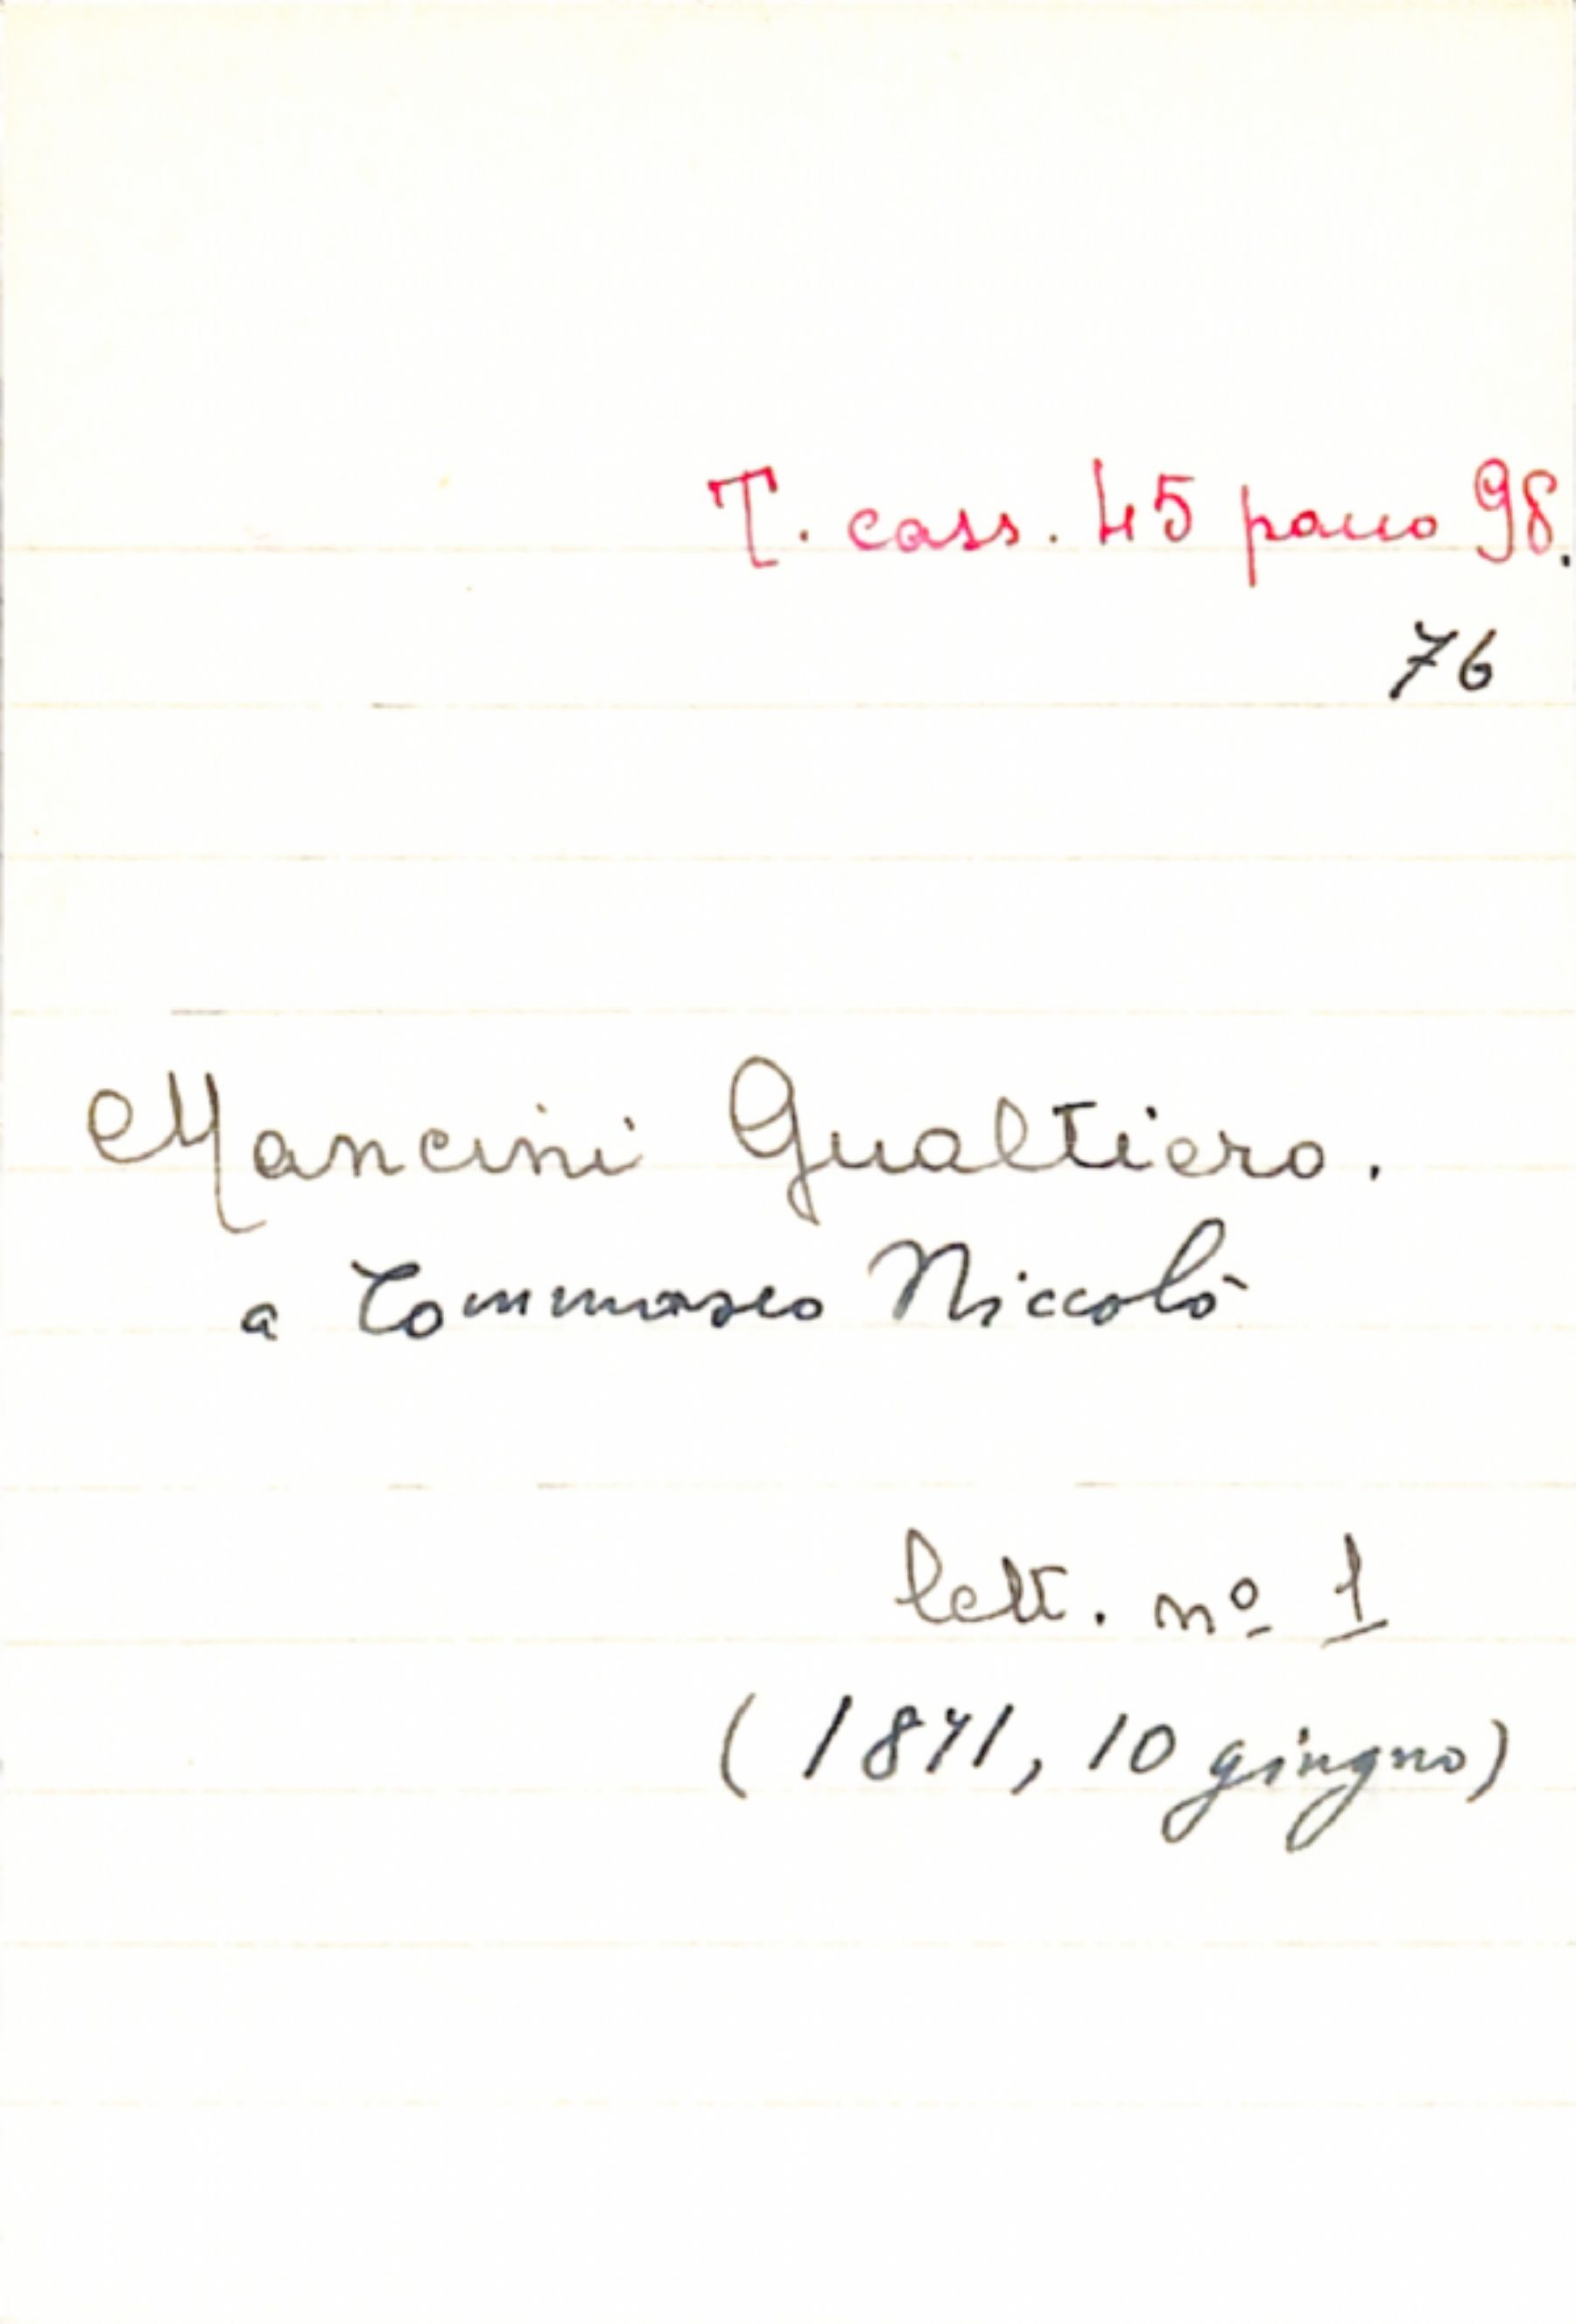 T. cass. 45 pacco 98.
76
Mancini Gualtiero.
a Tommaseo Niccolò
lett. nº 1
(1871, 10 giugno)